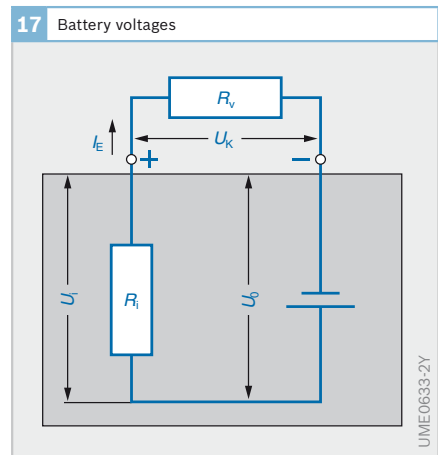 17 Battery voltages
Rv
IE
UK
+
−
Ui
Ri
U0
UME0633-2Y